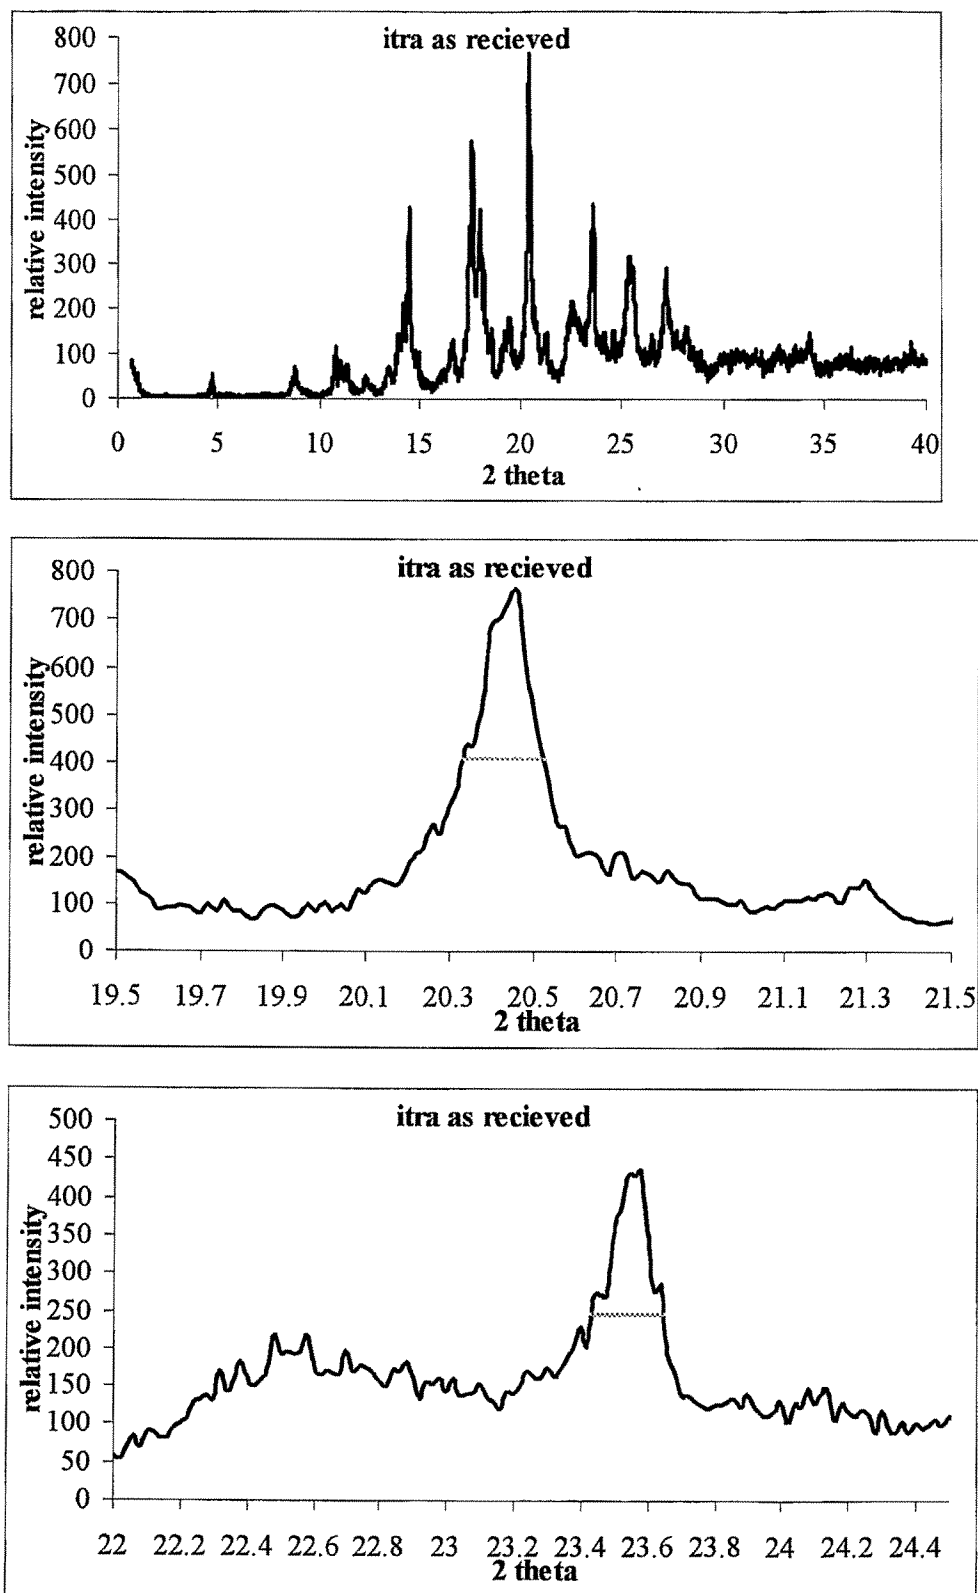 itra as recieved
800
700
600
500
400
300
200
100
0
relative intensity
0 5 10 15 20 25 30 35 40
2 theta
itra as recieved
800
700
600
500
400
300
200
100
0
relative intensity
19.5 19.7 19.9 20.1 20.3 20.5 20.7 20.9 21.1 21.3 21.5
2 theta
itra as recieved
500
450
400
350
300
250
200
150
100
50
0
relative intensity
22 22.2 22.4 22.6 22.8 23 23.2 23.4 23.6 23.8 24 24.2 24.4
2 theta